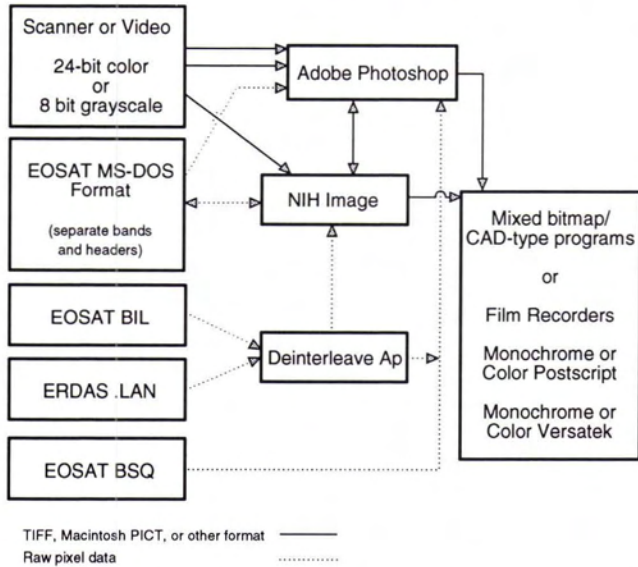 Scanner or Video
24-bit color
or
8 bit grayscale
Adobe Photoshop
EOSAT MS-DOS
Format
(separate bands
and headers)
NIH Image
Mixed bitmap/
CAD-type programs
or
Film Recorders
Monochrome or
Color Postscript
Monochrome or
Color Versatek
EOSAT BIL
Deinterleave Ap
ERDAS .LAN
EOSAT BSQ
TIFF, Macintosh PICT, or other format
Raw pixel data